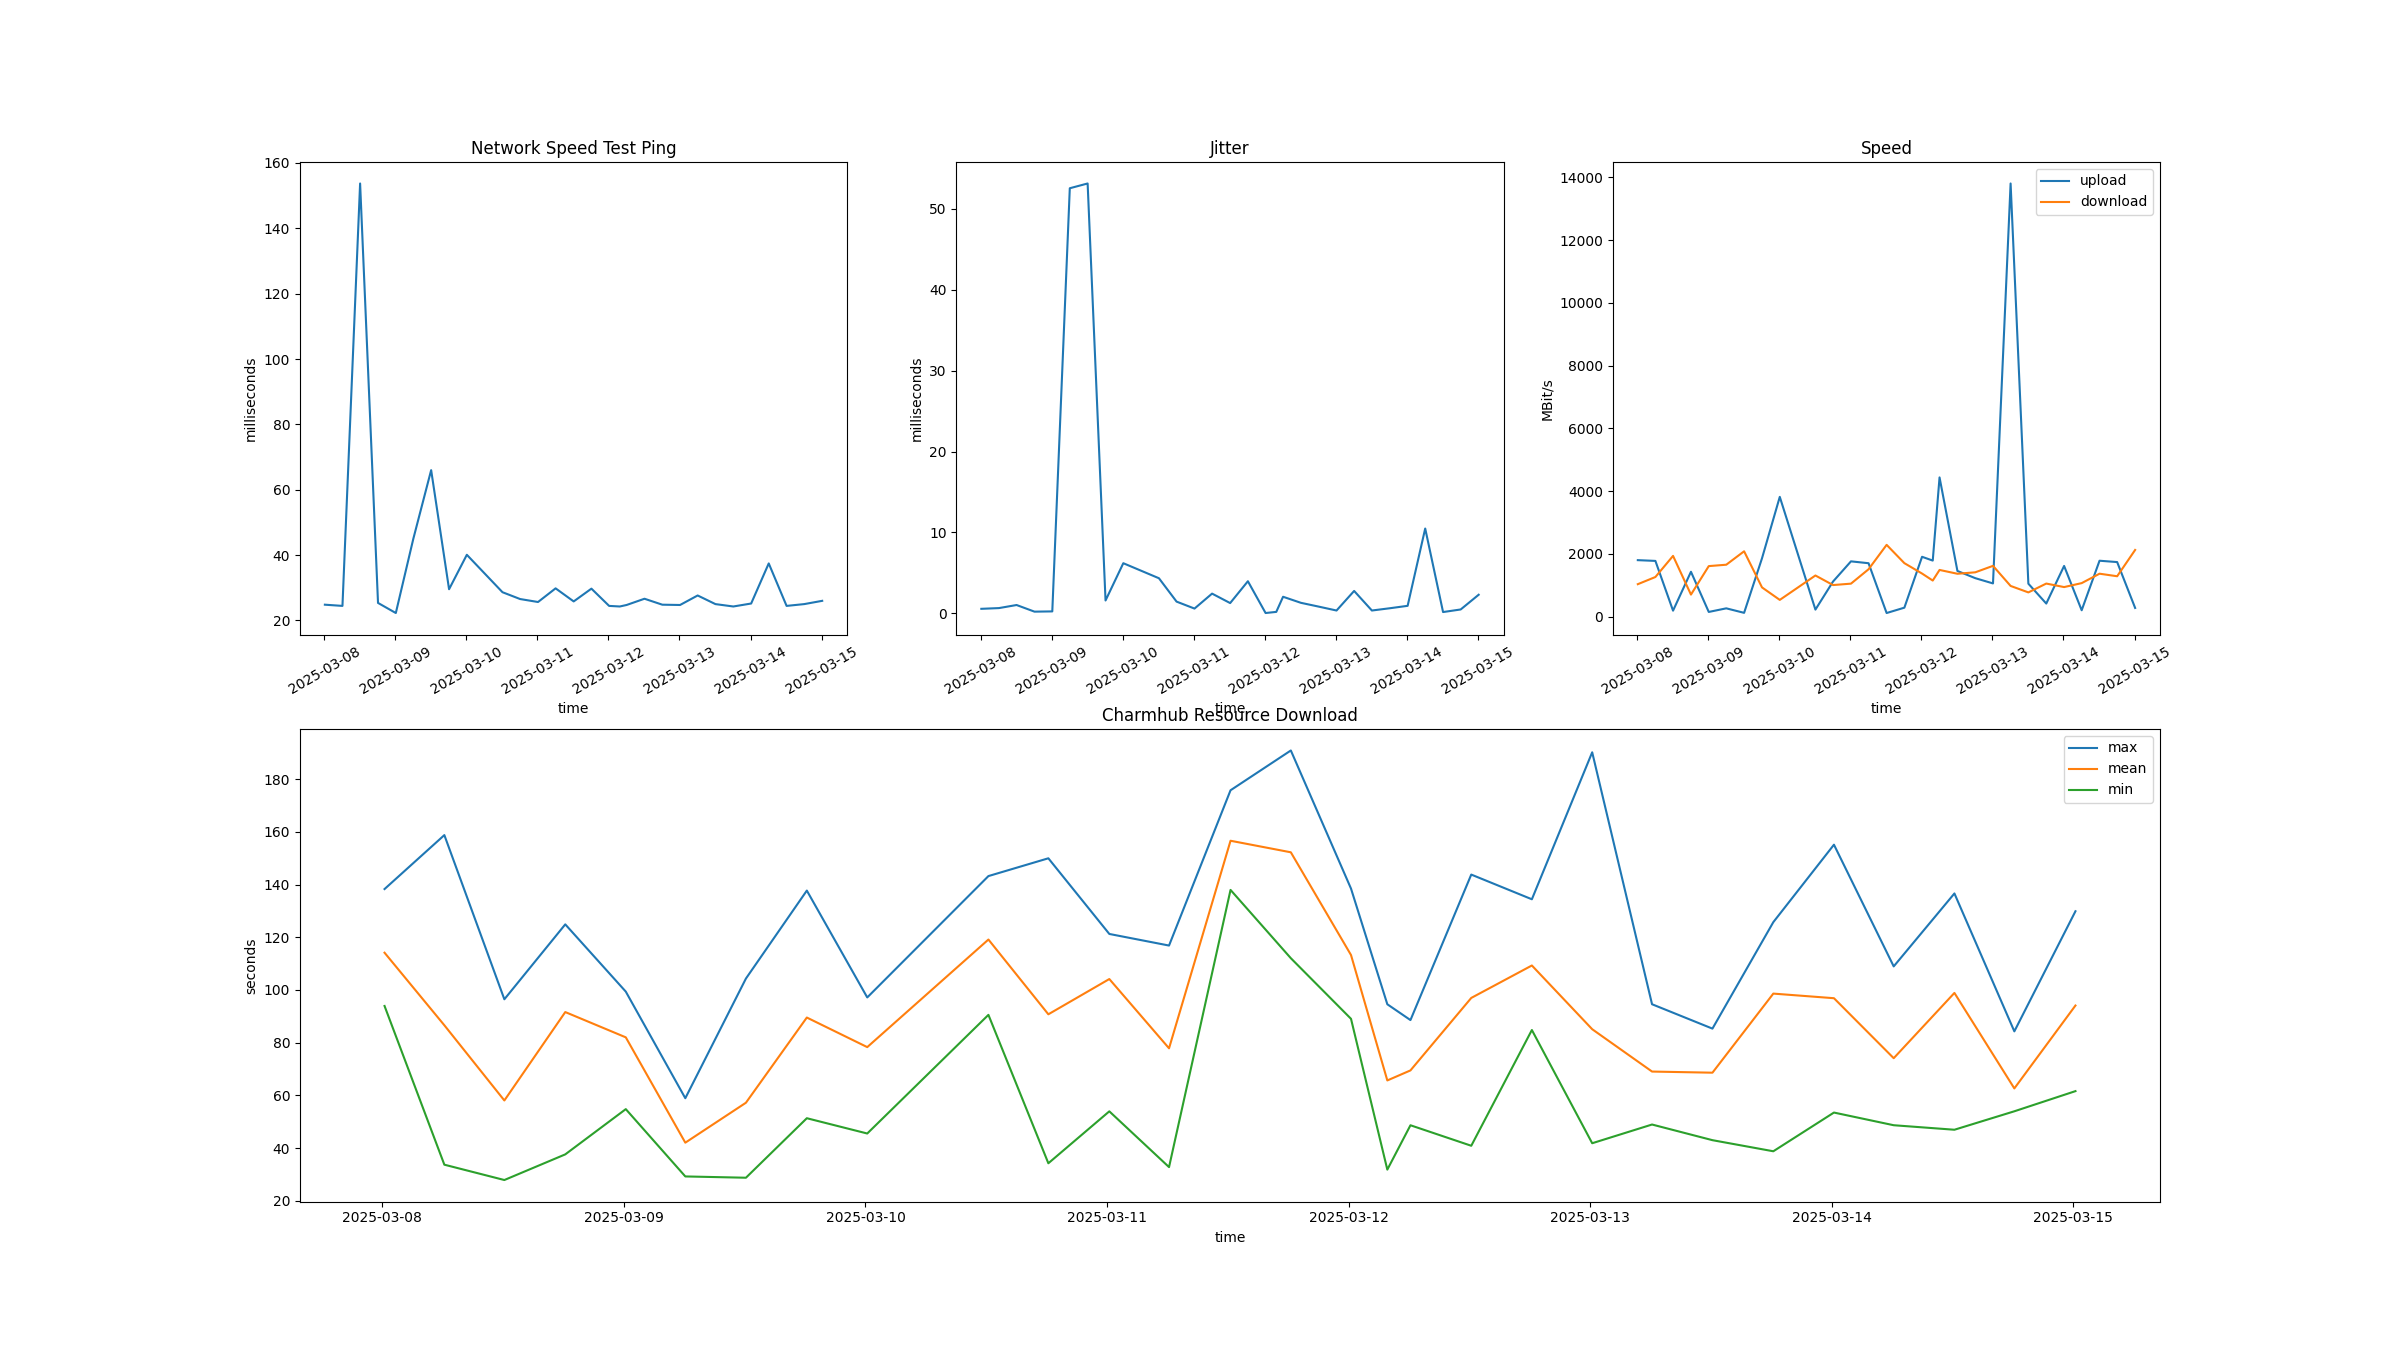 Network Speed Test Ping
milliseconds
160
140
120
100
80
60
40
20
2025-03-08 2025-03-09 2025-03-10 2025-03-11 2025-03-12 2025-03-13 2025-03-14 2025-03-15
time
Jitter
milliseconds
50
40
30
20
10
0
2025-03-08 2025-03-09 2025-03-10 2025-03-11 2025-03-12 2025-03-13 2025-03-14 2025-03-15
time
Speed
MBit/s
14000
12000
10000
8000
6000
4000
2000
0
upload
download
2025-03-08 2025-03-09 2025-03-10 2025-03-11 2025-03-12 2025-03-13 2025-03-14 2025-03-15
time
Charmhub Resource Download
seconds
180
160
140
120
100
80
60
40
20
max
mean
min
2025-03-08 2025-03-09 2025-03-10 2025-03-11 2025-03-12 2025-03-13 2025-03-14 2025-03-15
time